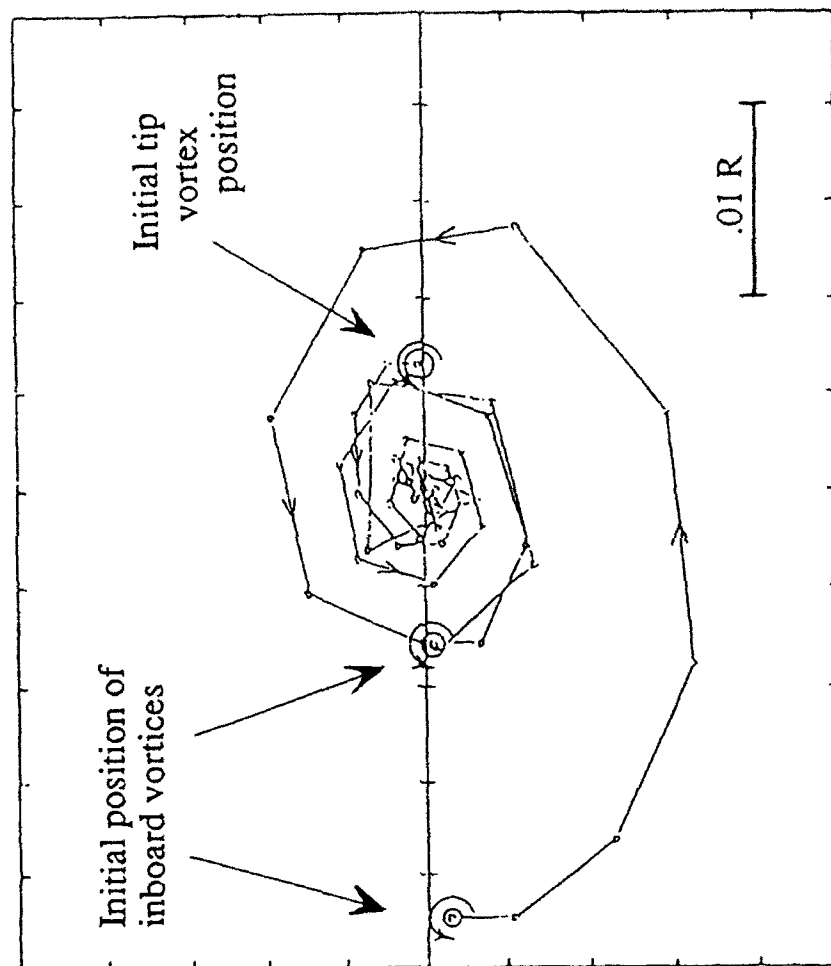 Initial tip
vortex
position
.01 R
Initial position of
inboard vortices